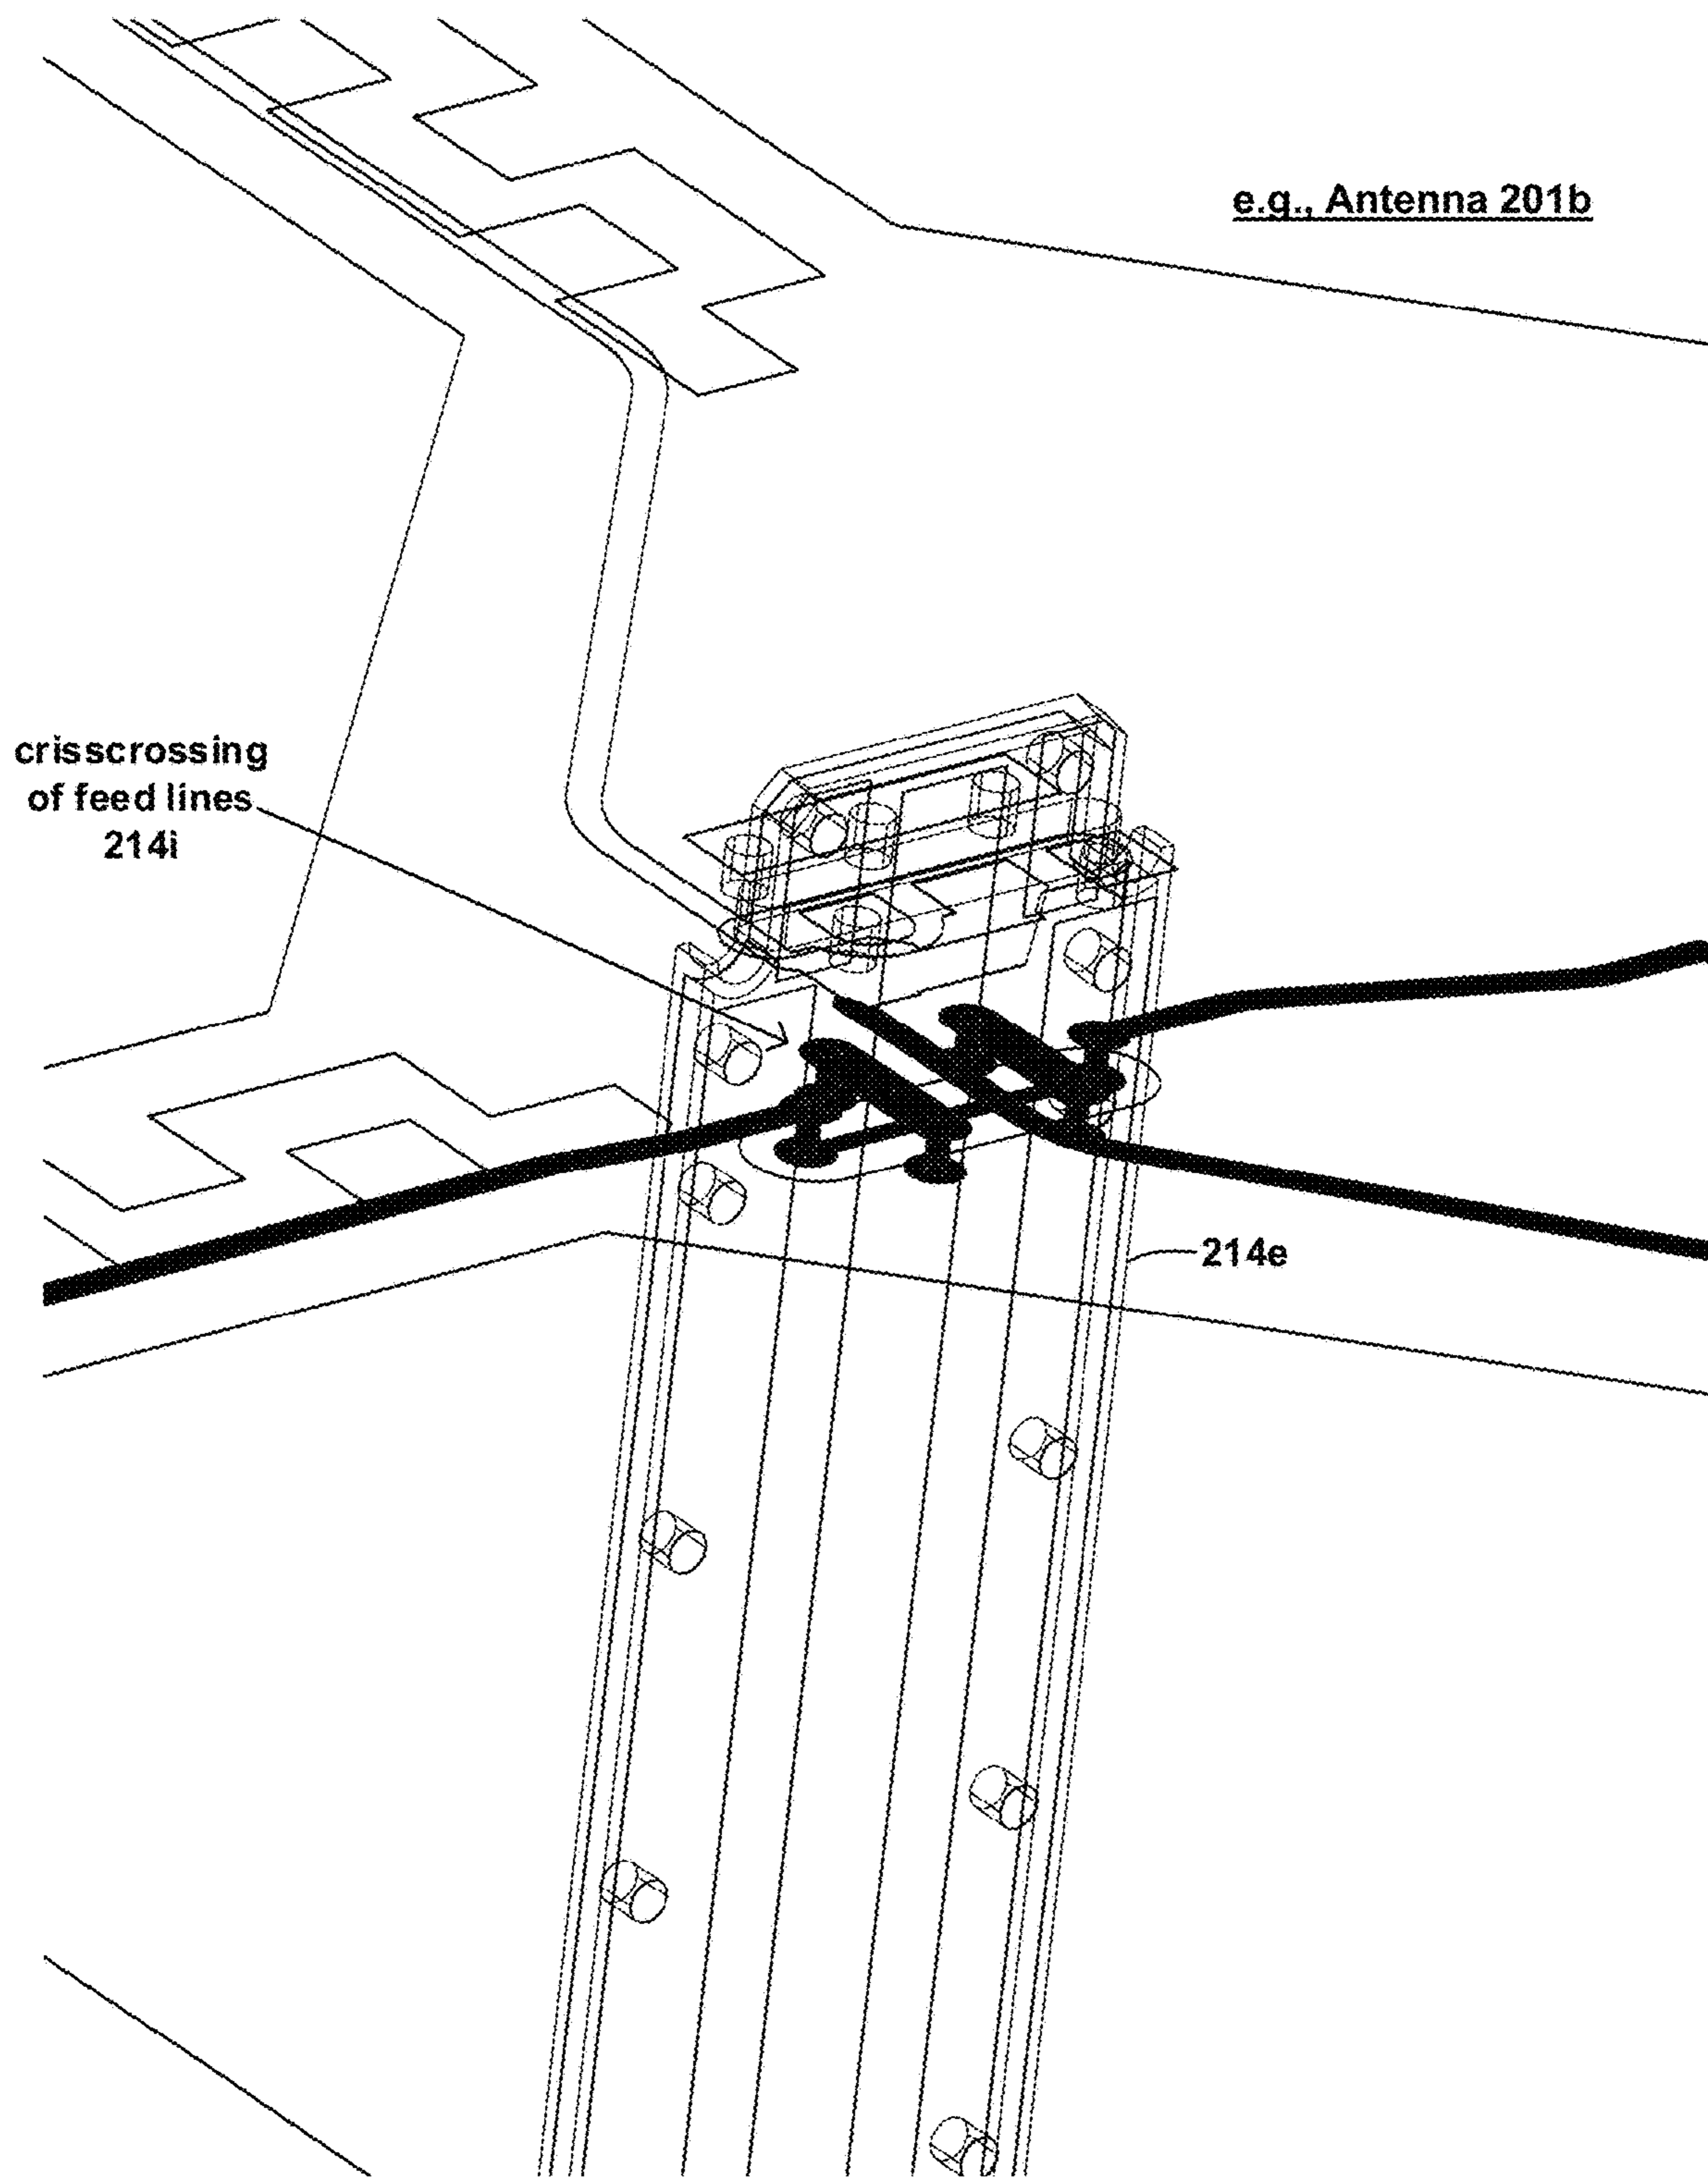 e.g., Antenna 201b
crisscrossing
of feed lines
214i
214e